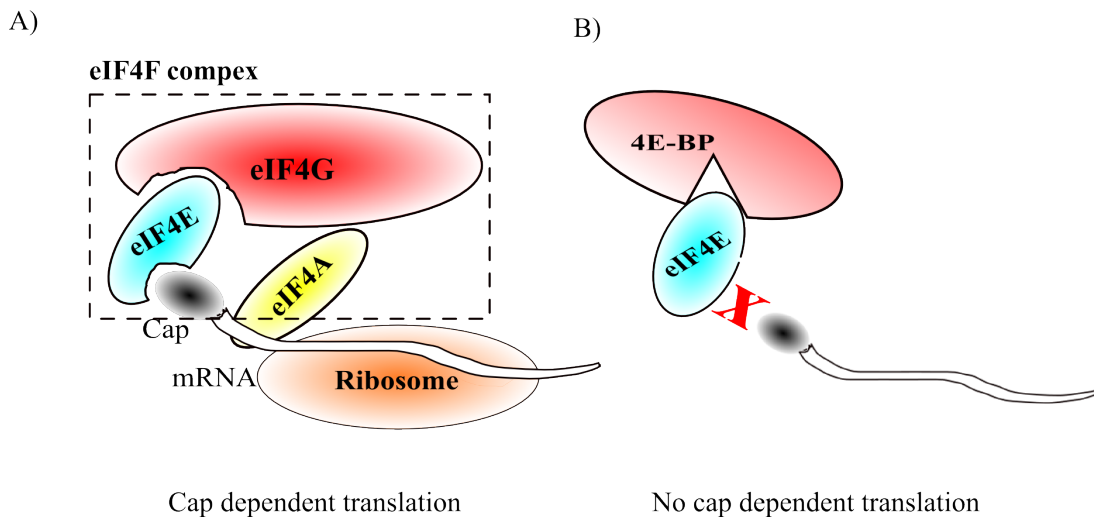 A)
B)
eIF4F compex
eIF4G
4E-BP
eIF4E
eIF4E
eIF4A
X
Cap
mRNA
Ribosome
Cap dependent translation
No cap dependent translation